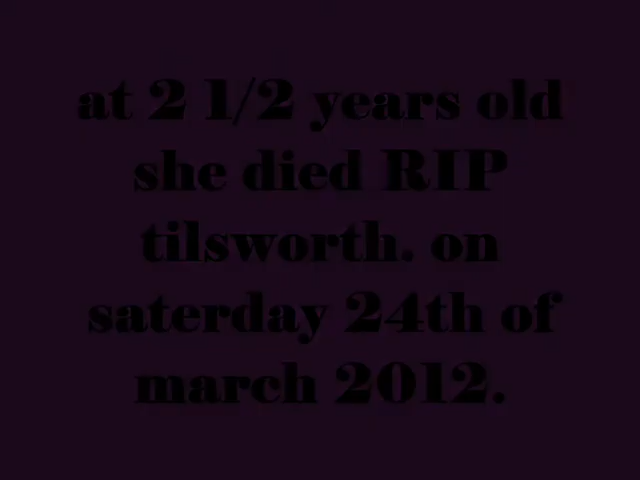 at 2 1/2 years old
she died RIP
tilsworth. on
saterday 24th of
march 2012.